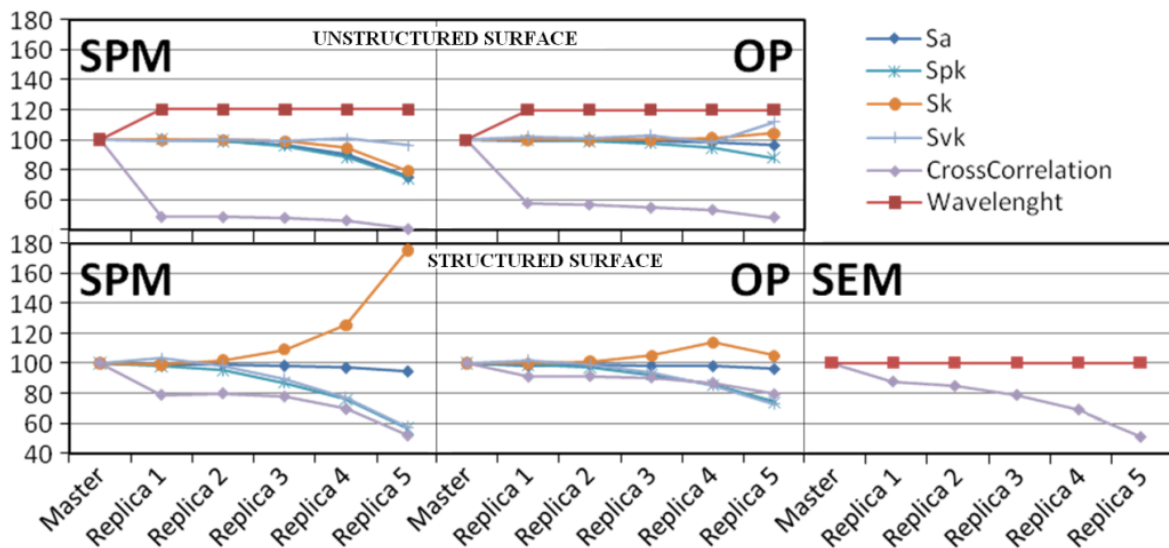 180
160
140
120
100
80
60
UNSTRUCTURED SURFACE
SPM
OP
Sa
Spk
Sk
Svk
CrossCorrelation
Wavelenght
180
160
140
120
100
80
60
40
STRUCTURED SURFACE
SPM
OP
SEM
Master
Replica 1
Replica 2
Replica 3
Replica 4
Replica 5
Master
Replica 1
Replica 2
Replica 3
Replica 4
Replica 5
Master
Replica 1
Replica 2
Replica 3
Replica 4
Replica 5